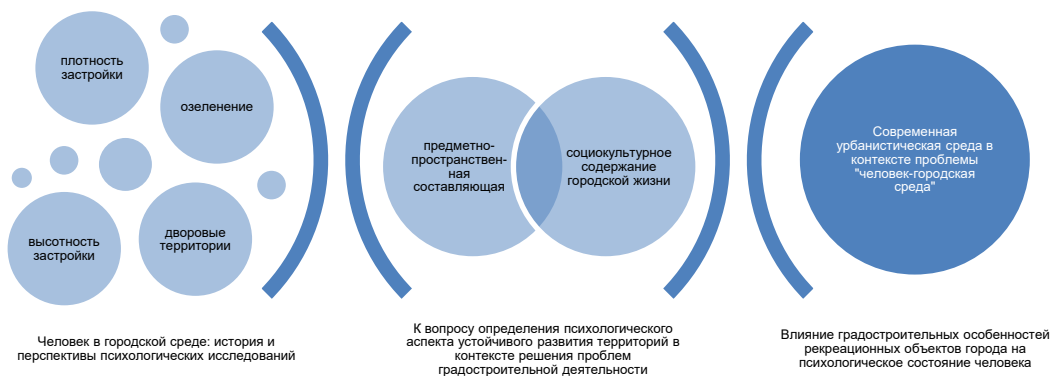 плотность
застройки
озеленение
высотность
застройки
дворовые
территории
предметно-
пространствен-
ная
составляющая
социокультурное
содержание
городской жизни
Современная
урбанистическая среда в
контексте проблемы
"человек-городская
среда"
Человек в городской среде: история и
перспективы психологических исследований
К вопросу определения психологического
аспекта устойчивого развития территорий в
контексте решения проблем
градостроительной деятельности
Влияние градостроительных особенностей
рекреационных объектов города на
психологическое состояние человека